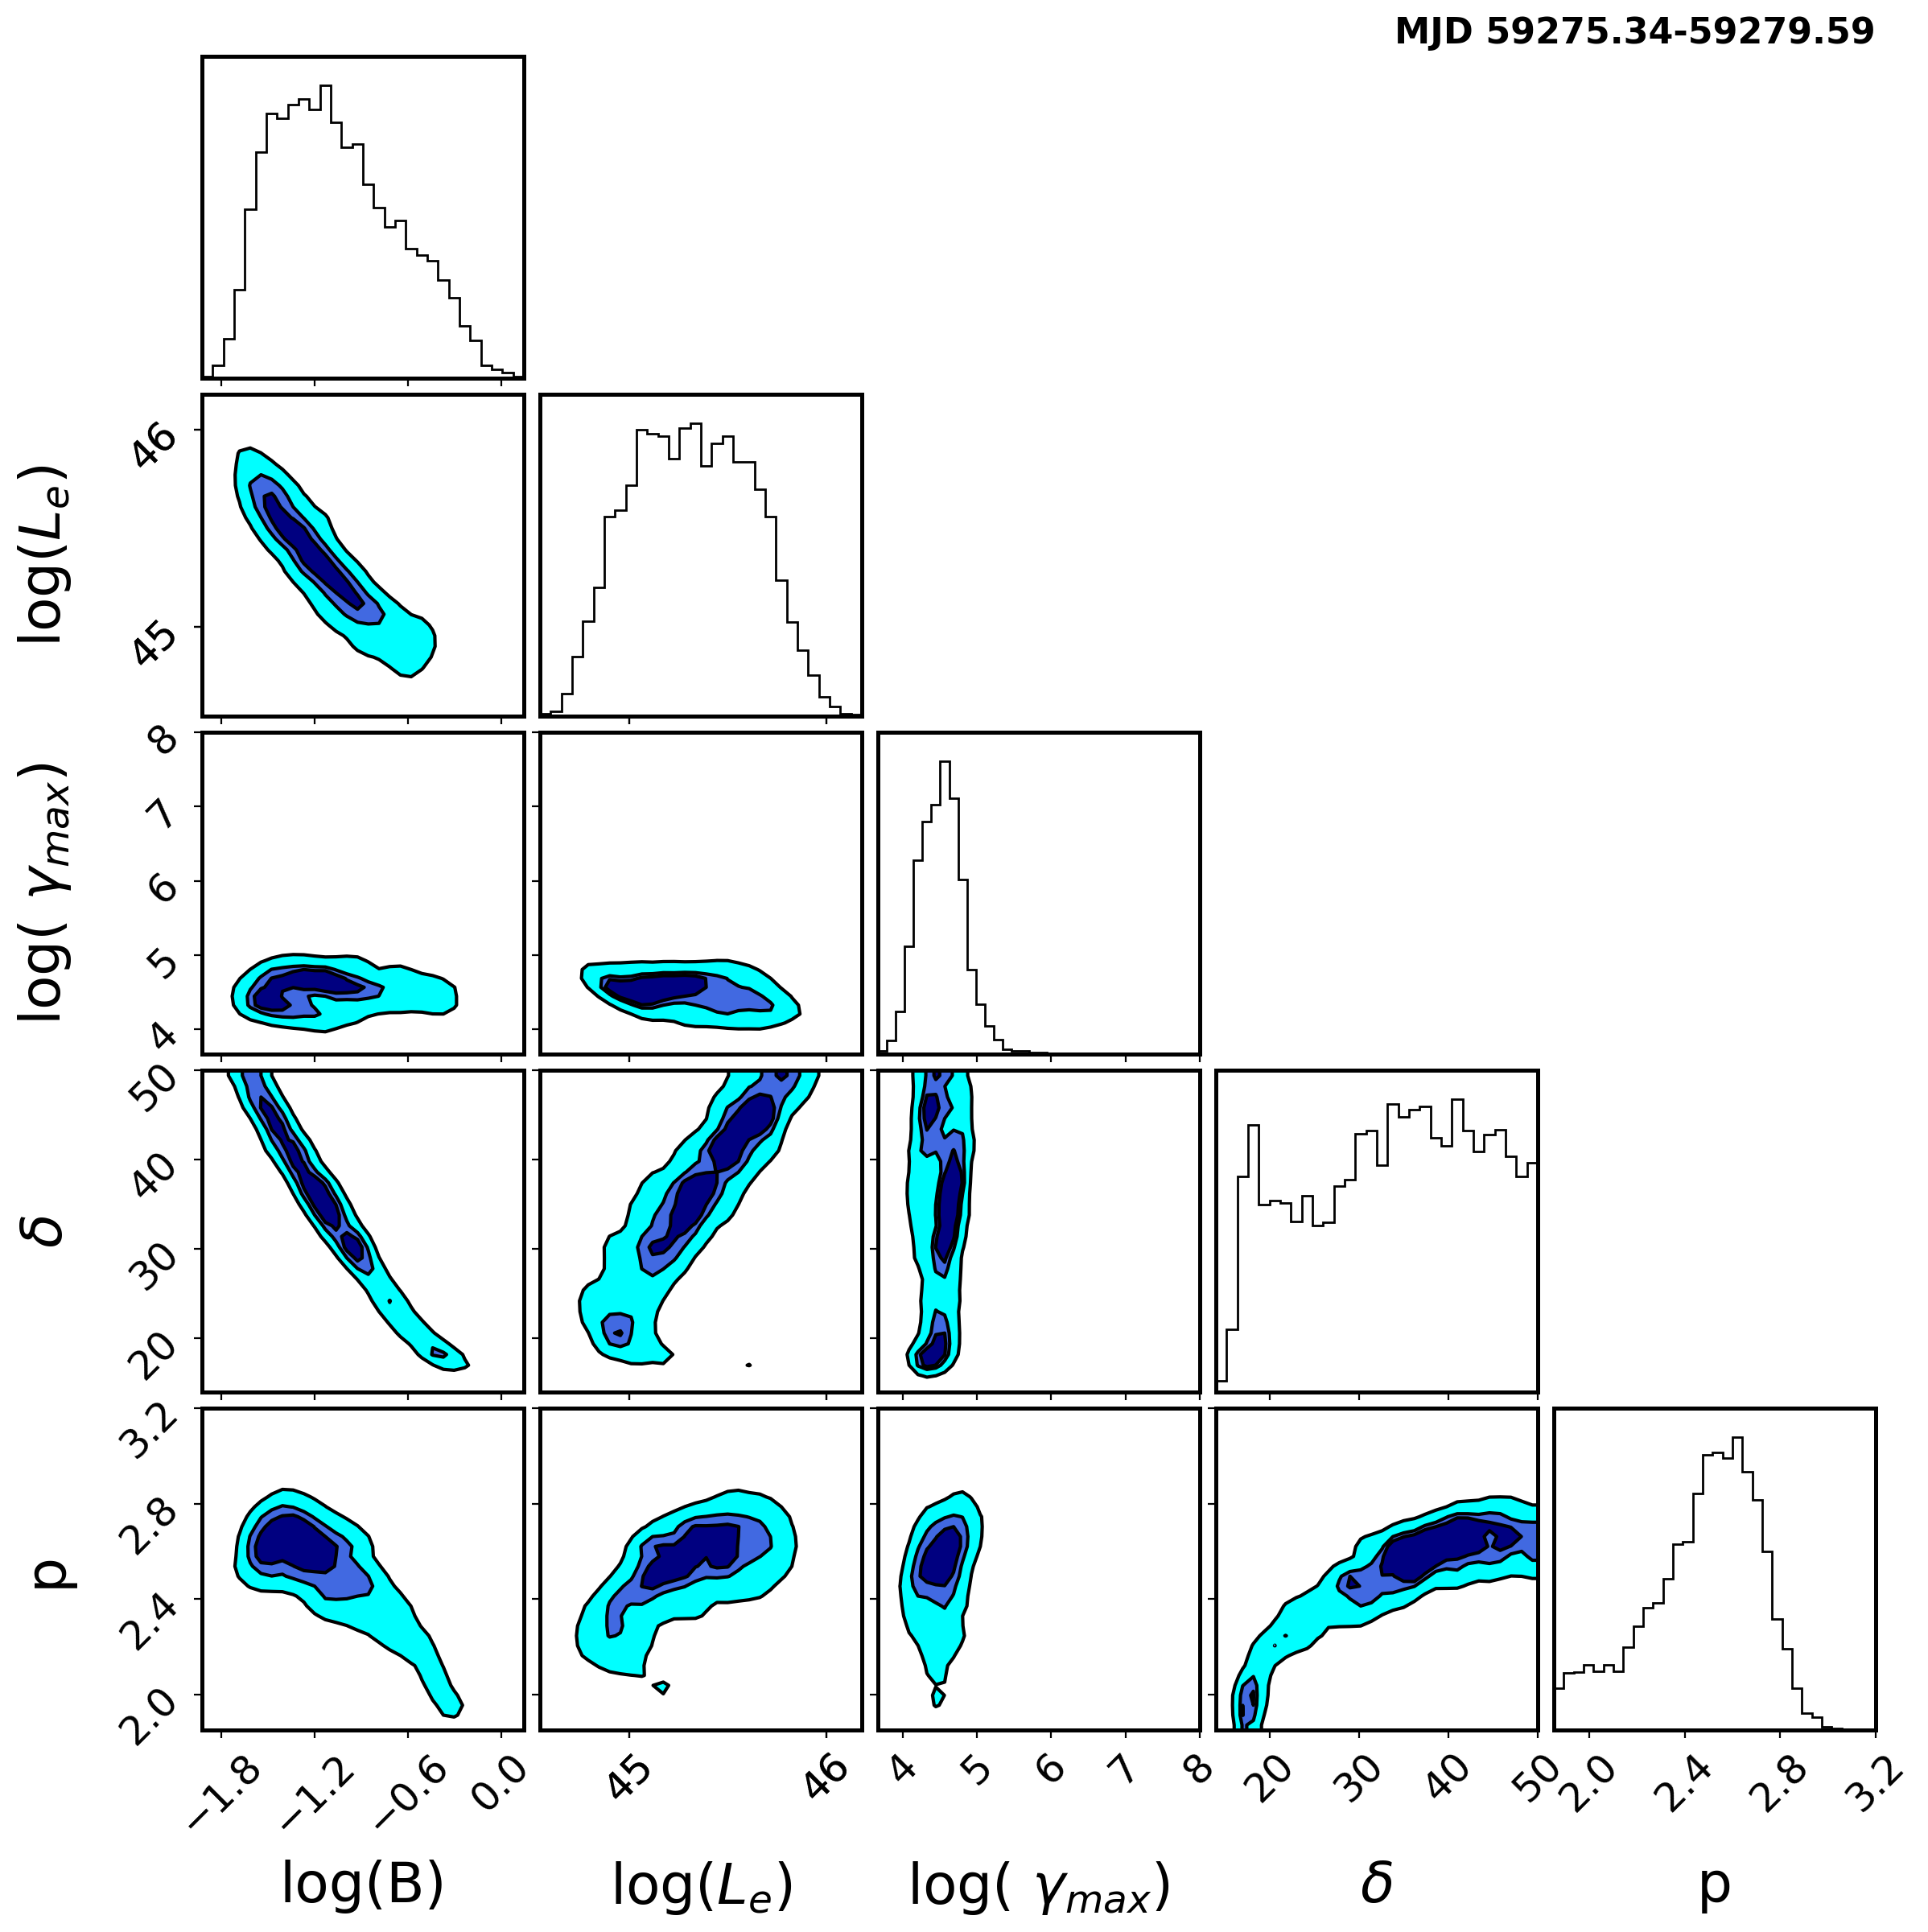 MJD 59275.34-59279.59
log(Lₑ)
46
45
log( γₘₐₓ)
8
7
6
5
4
δ
50
40
30
20
p
3.2
2.8
2.4
2.0
−1.8 −1.2 −0.6 0.0 45 46 4 5 6 7 8 20 30 40 50 2.0 2.4 2.8 3.2
log(B) log(Lₑ) log( γₘₐₓ) δ p